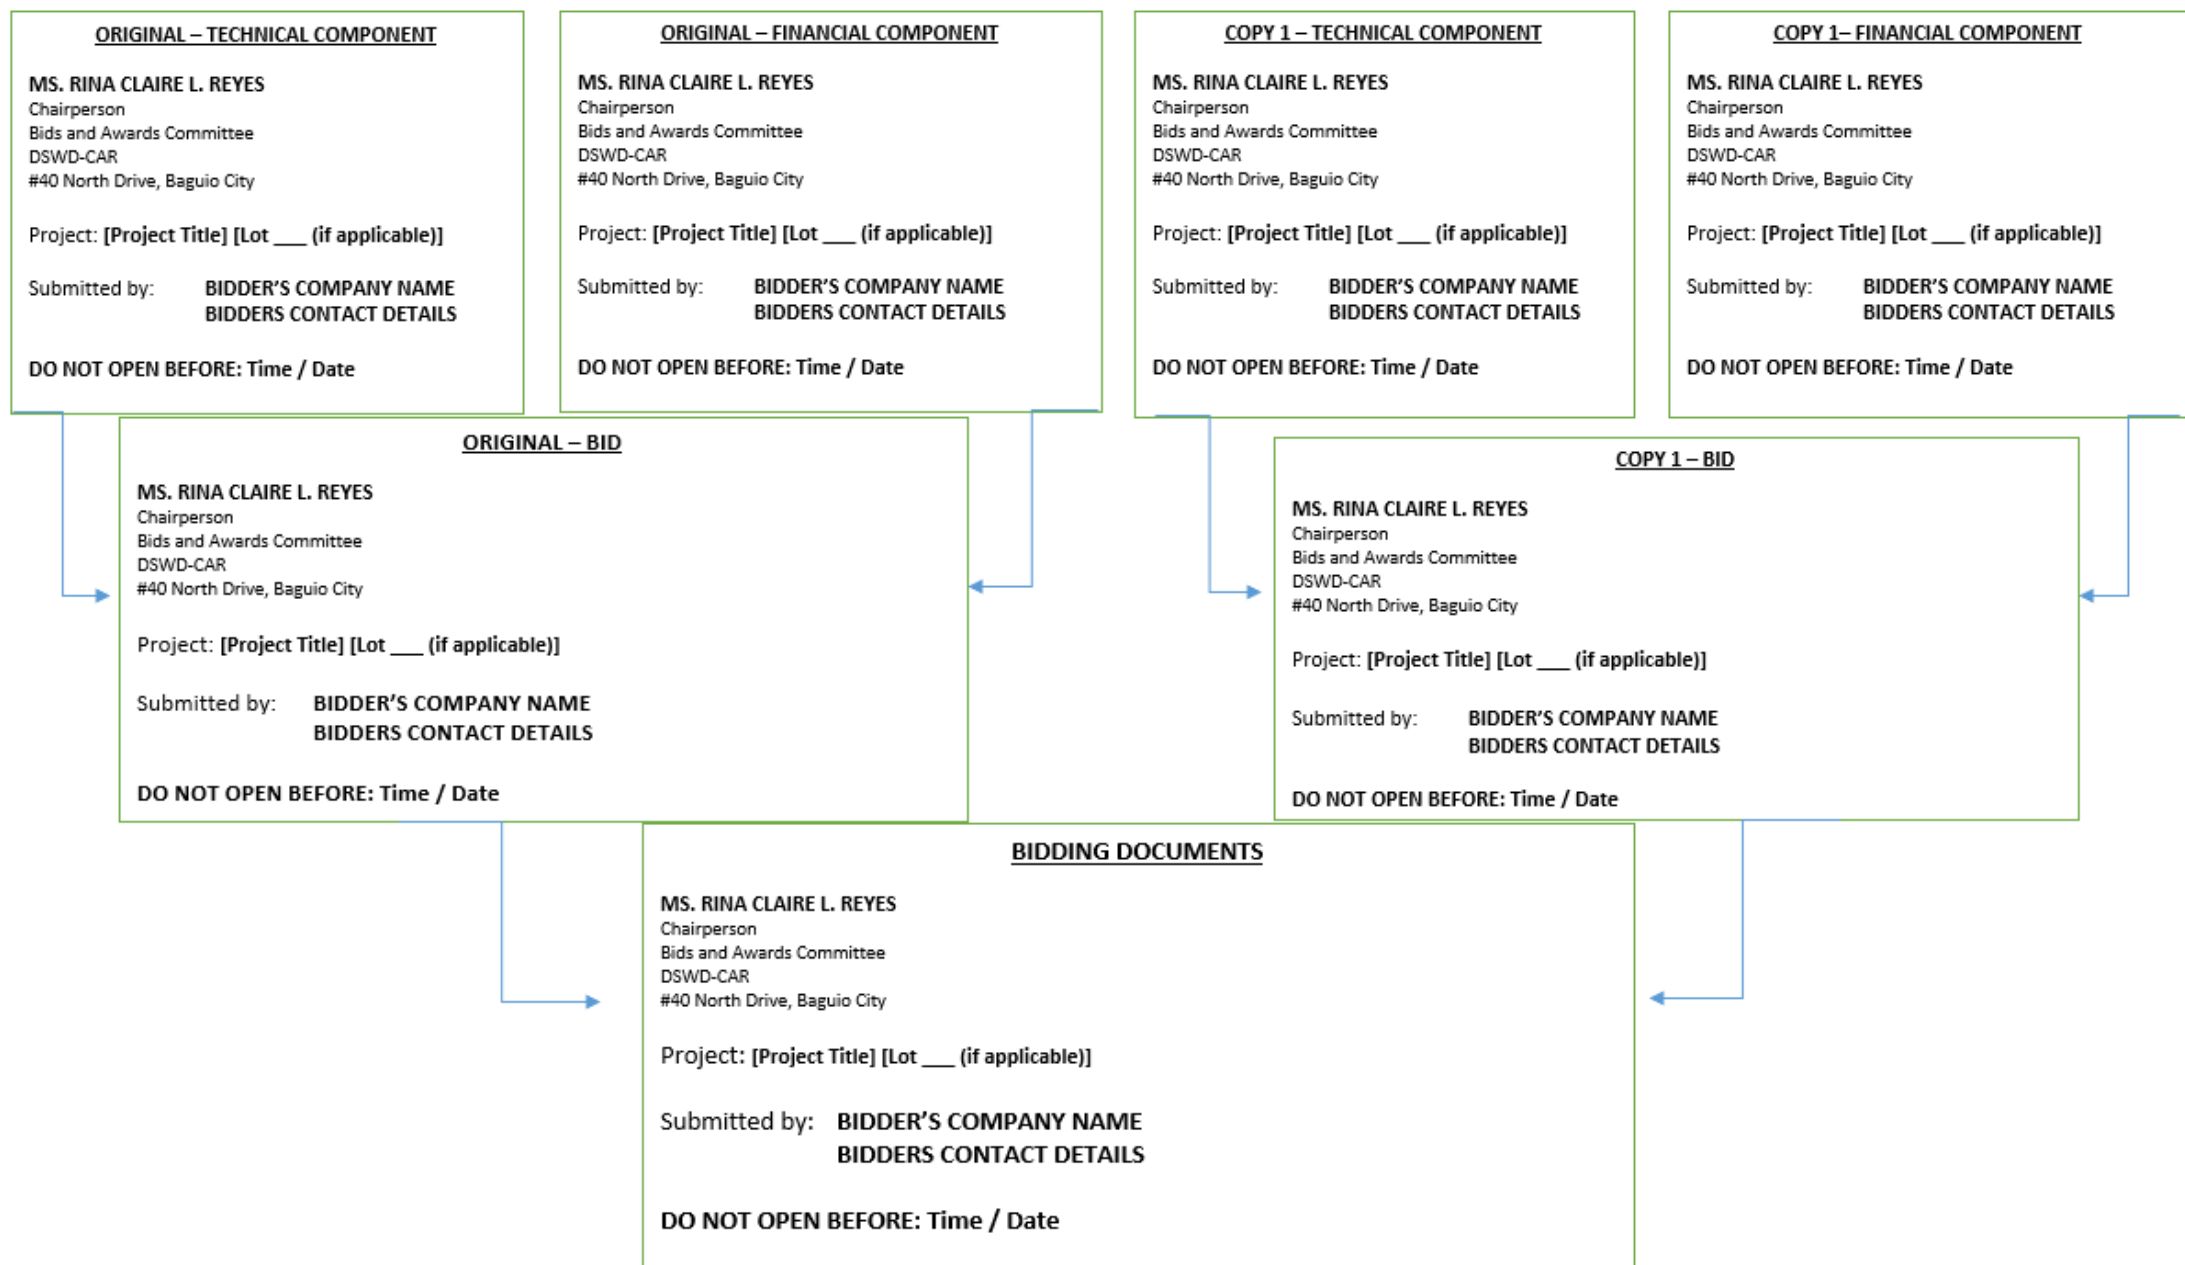 ORIGINAL – TECHNICAL COMPONENT
MS. RINA CLAIRE L. REYES
Chairperson
Bids and Awards Committee
DSWD-CAR
#40 North Drive, Baguio City
Project: [Project Title] [Lot ___ (if applicable)]
Submitted by: BIDDER’S COMPANY NAME
BIDDERS CONTACT DETAILS
DO NOT OPEN BEFORE: Time / Date
ORIGINAL – FINANCIAL COMPONENT
MS. RINA CLAIRE L. REYES
Chairperson
Bids and Awards Committee
DSWD-CAR
#40 North Drive, Baguio City
Project: [Project Title] [Lot ___ (if applicable)]
Submitted by: BIDDER’S COMPANY NAME
BIDDERS CONTACT DETAILS
DO NOT OPEN BEFORE: Time / Date
COPY 1 – TECHNICAL COMPONENT
MS. RINA CLAIRE L. REYES
Chairperson
Bids and Awards Committee
DSWD-CAR
#40 North Drive, Baguio City
Project: [Project Title] [Lot ___ (if applicable)]
Submitted by: BIDDER’S COMPANY NAME
BIDDERS CONTACT DETAILS
DO NOT OPEN BEFORE: Time / Date
COPY 1– FINANCIAL COMPONENT
MS. RINA CLAIRE L. REYES
Chairperson
Bids and Awards Committee
DSWD-CAR
#40 North Drive, Baguio City
Project: [Project Title] [Lot ___ (if applicable)]
Submitted by: BIDDER’S COMPANY NAME
BIDDERS CONTACT DETAILS
DO NOT OPEN BEFORE: Time / Date
ORIGINAL – BID
MS. RINA CLAIRE L. REYES
Chairperson
Bids and Awards Committee
DSWD-CAR
#40 North Drive, Baguio City
Project: [Project Title] [Lot ___ (if applicable)]
Submitted by: BIDDER’S COMPANY NAME
BIDDERS CONTACT DETAILS
DO NOT OPEN BEFORE: Time / Date
COPY 1 – BID
MS. RINA CLAIRE L. REYES
Chairperson
Bids and Awards Committee
DSWD-CAR
#40 North Drive, Baguio City
Project: [Project Title] [Lot ___ (if applicable)]
Submitted by: BIDDER’S COMPANY NAME
BIDDERS CONTACT DETAILS
DO NOT OPEN BEFORE: Time / Date
BIDDING DOCUMENTS
MS. RINA CLAIRE L. REYES
Chairperson
Bids and Awards Committee
DSWD-CAR
#40 North Drive, Baguio City
Project: [Project Title] [Lot ___ (if applicable)]
Submitted by: BIDDER’S COMPANY NAME
BIDDERS CONTACT DETAILS
DO NOT OPEN BEFORE: Time / Date